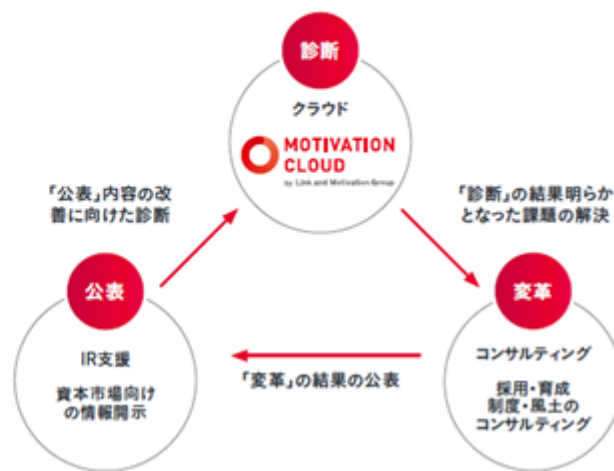 診断
クラウド
MOTIVATION
CLOUD
by Link and Motivation Group
「公表」内容の改
善に向けた診断
「診断」の結果明らか
となった課題の解決
公表
変革
IR支援
資本市場向け
の情報開示
「変革」の結果の公表
コンサルティング
採用・育成
制度・風土の
コンサルティング